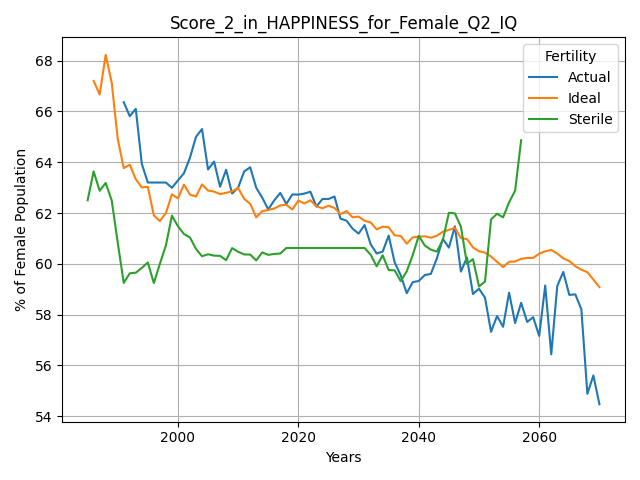 Score_2_in_HAPPINESS_for_Female_Q2_IQ
Fertility
Actual
Ideal
Sterile
% of Female Population
68
66
64
62
60
58
56
54
2000
2020
2040
2060
Years